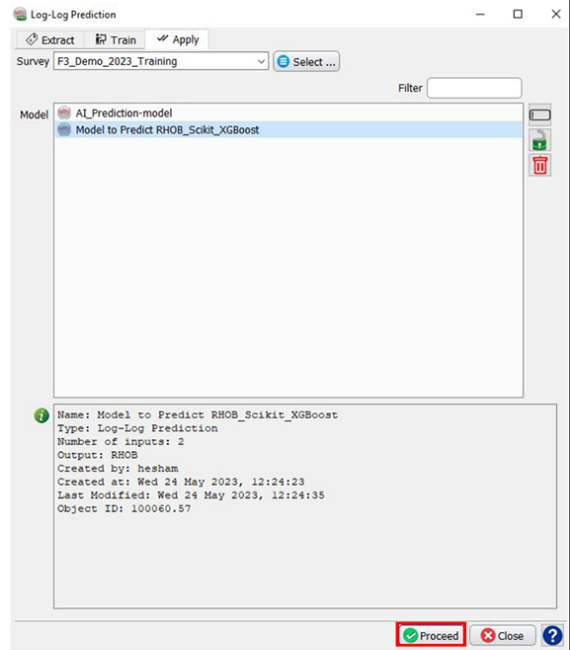 Log-Log Prediction
Extract Train Apply
Survey F3_Demo_2023_Training Select ...
Filter
Model AI_Prediction-model
Model to Predict RHOB_Scikit_XGBoost
Name: Model to Predict RHOB_Scikit_XGBoost
Type: Log-Log Prediction
Number of inputs: 2
Output: RHOB
Created by: hesham
Created at: Wed 24 May 2023, 12:24:23
Last Modified: Wed 24 May 2023, 12:24:35
Object ID: 100060.57
Proceed Close ?